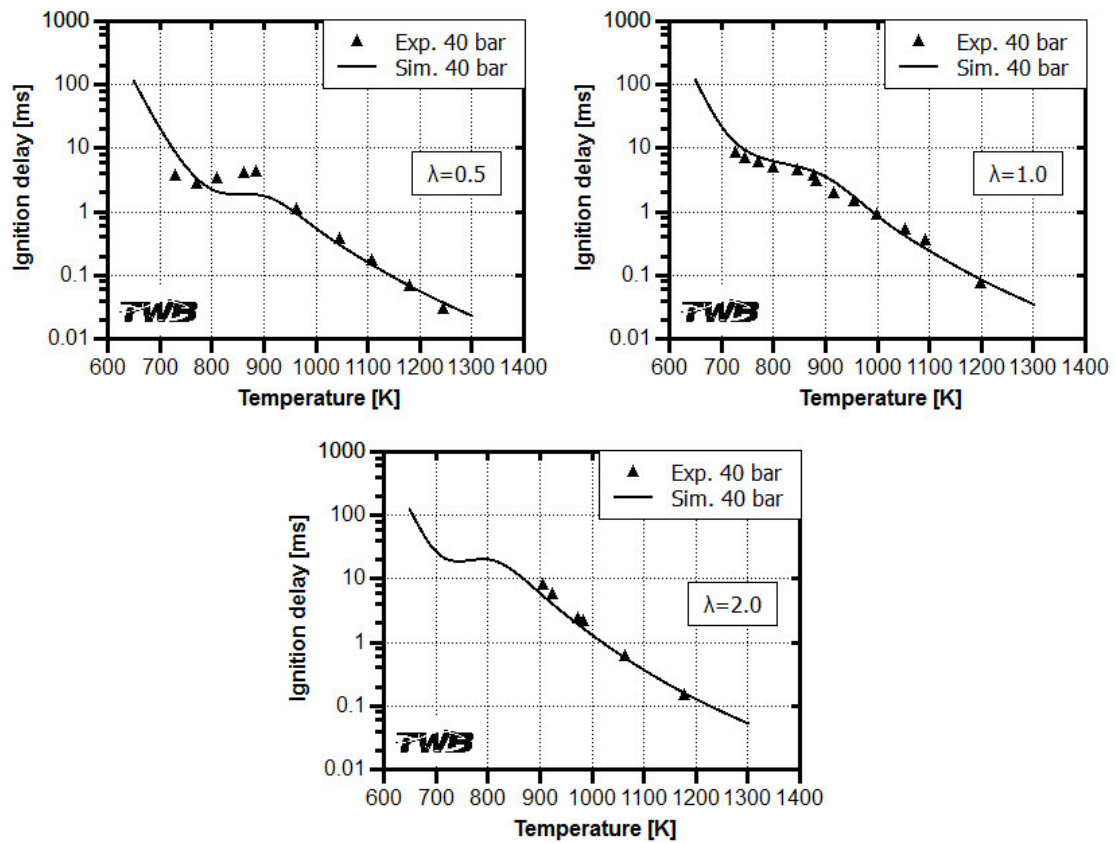 1000
100
10
1
0.1
0.01
Ignition delay [ms]
Exp. 40 bar
Sim. 40 bar
λ=0.5
TWB
600 700 800 900 1000 1100 1200 1300 1400
Temperature [K]
1000
100
10
1
0.1
0.01
Ignition delay [ms]
Exp. 40 bar
Sim. 40 bar
λ=1.0
TWB
600 700 800 900 1000 1100 1200 1300 1400
Temperature [K]
1000
100
10
1
0.1
0.01
Ignition delay [ms]
Exp. 40 bar
Sim. 40 bar
λ=2.0
TWB
600 700 800 900 1000 1100 1200 1300 1400
Temperature [K]